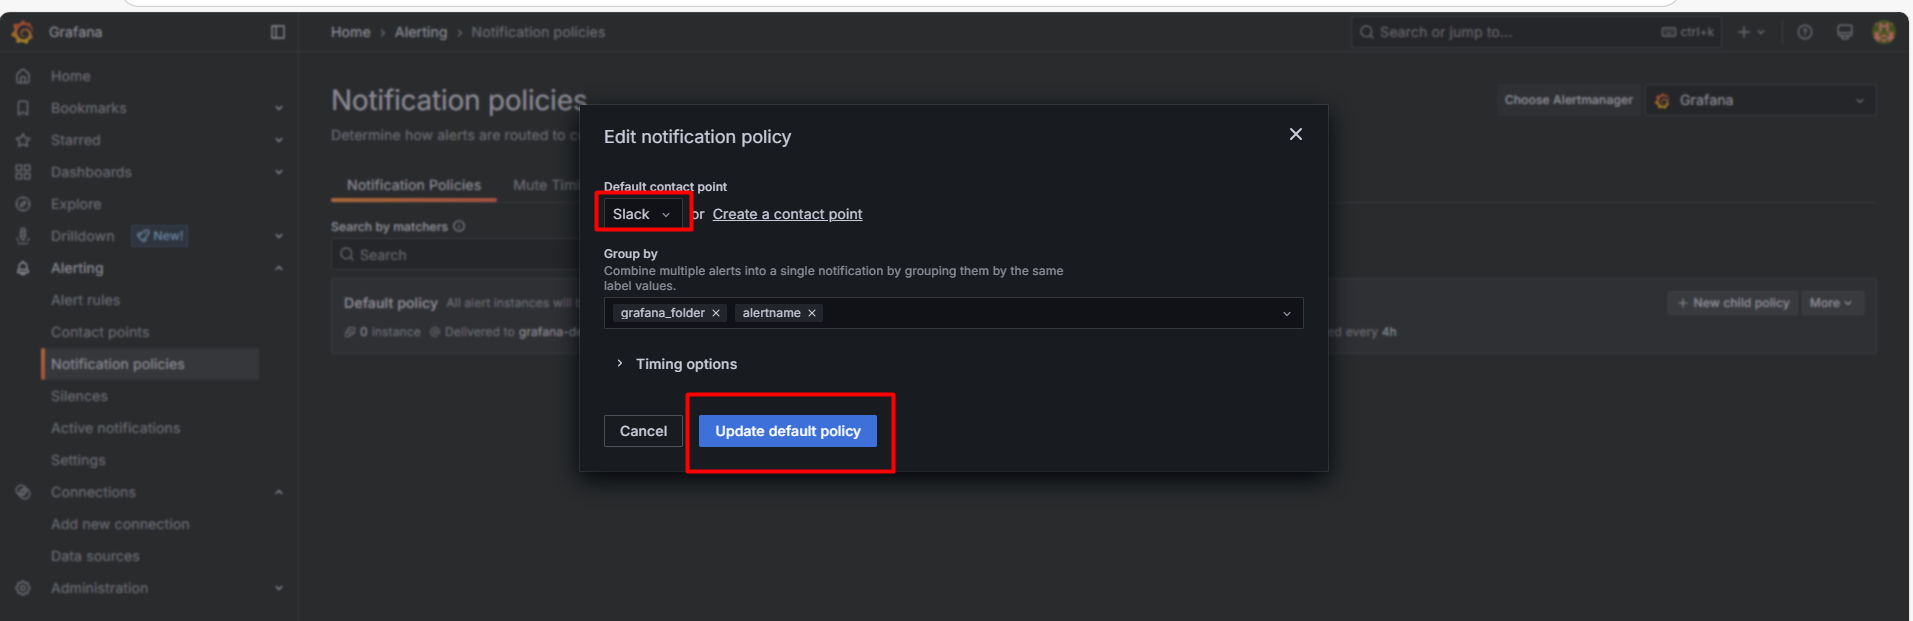 Grafana
Home › Alerting › Notification policies
Search or jump to...
ctrl+k
Home
Bookmarks
Starred
Dashboards
Explore
Drilldown
New!
Alerting
Alert rules
Contact points
Notification policies
Silences
Active notifications
Settings
Connections
Add new connection
Data sources
Administration
Notification policies
Determine how alerts are routed to
Choose Alertmanager
Grafana
Notification Policies
Mute
Search by matchers
Search
Default policy All alert instances will
0 instance Delivered to
+ New child policy
More
every 4h
Edit notification policy
Default contact point
Slack
or Create a contact point
Group by
Combine multiple alerts into a single notification by grouping them by the same
label values.
grafana_folder ×
alertname ×
Timing options
Cancel
Update default policy